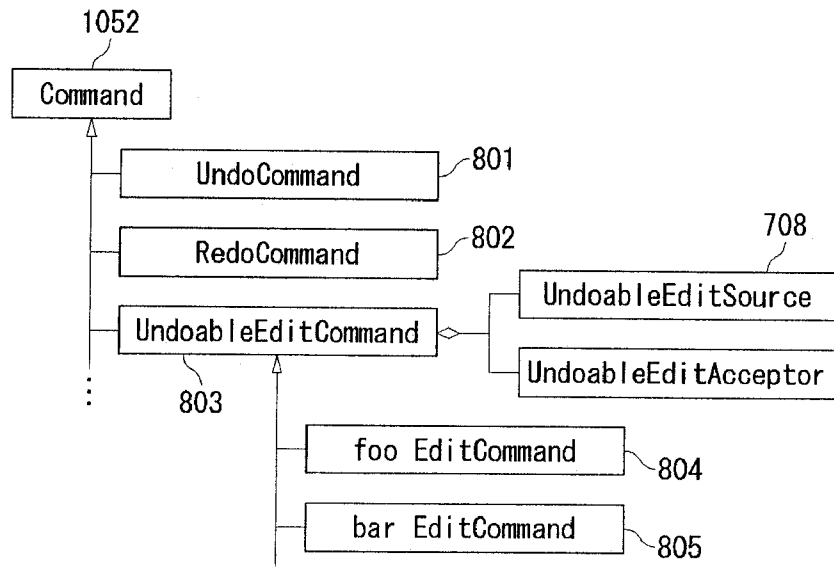 1052
Command
801
UndoCommand
802
RedoCommand
708
UndoableEditSource
UndoableEditCommand
803
UndoableEditAcceptor
foo EditCommand
804
bar EditCommand
805